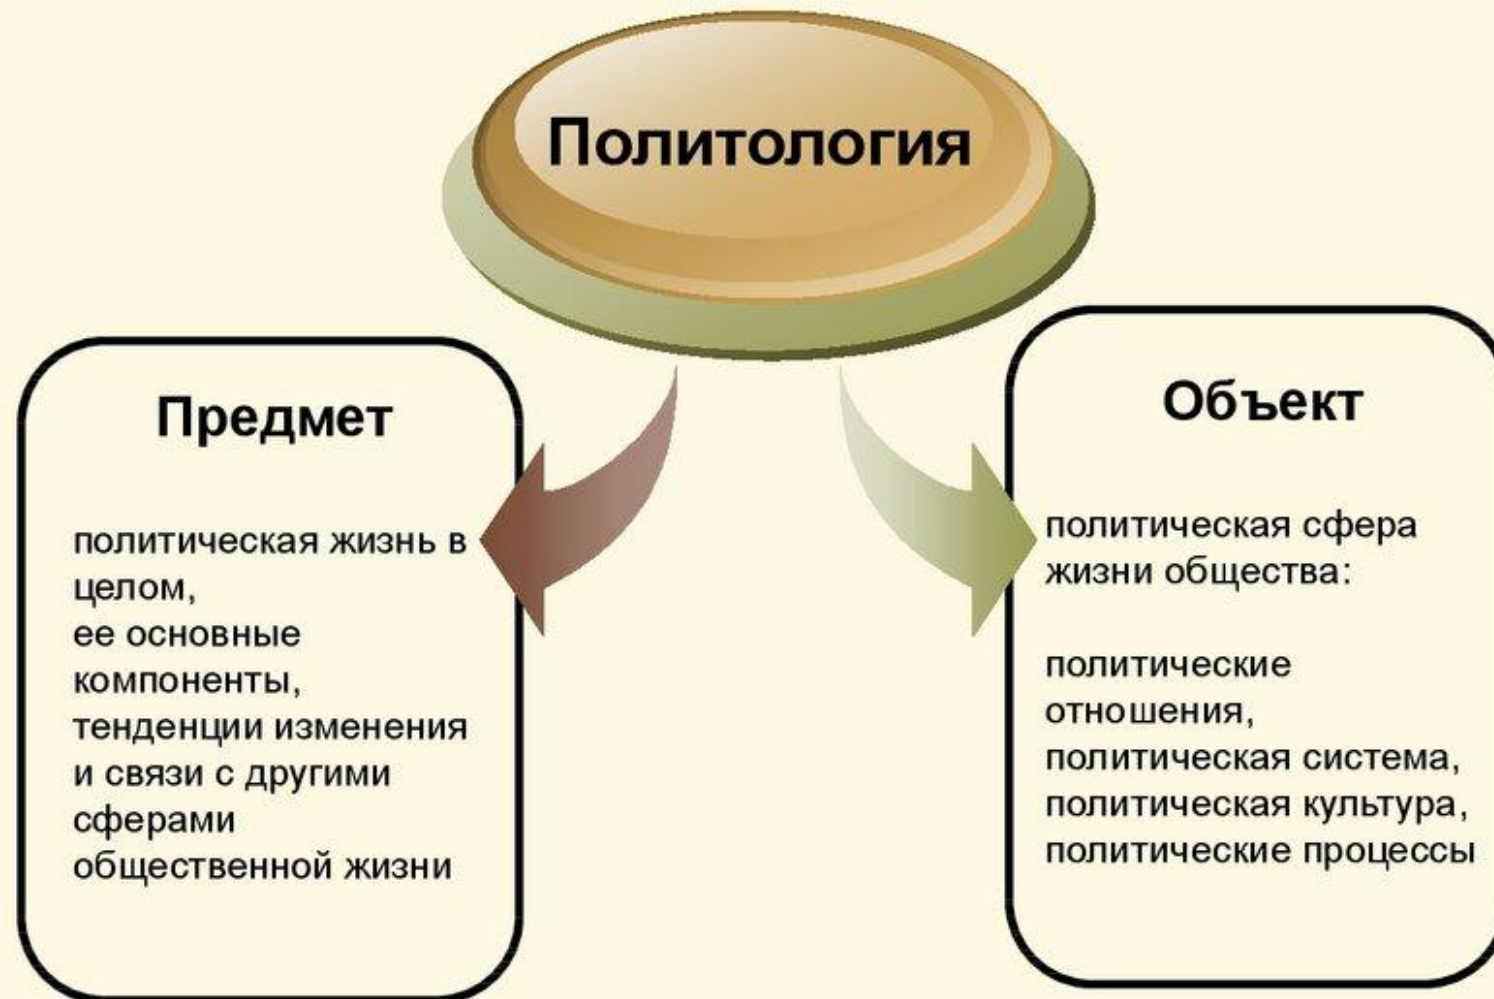 Политология
Предмет
политическая жизнь в
целом,
ее основные
компоненты,
тенденции изменения
и связи с другими
сферами
общественной жизни
Объект
политическая сфера
жизни общества:
политические
отношения,
политическая система,
политическая культура,
политические процессы